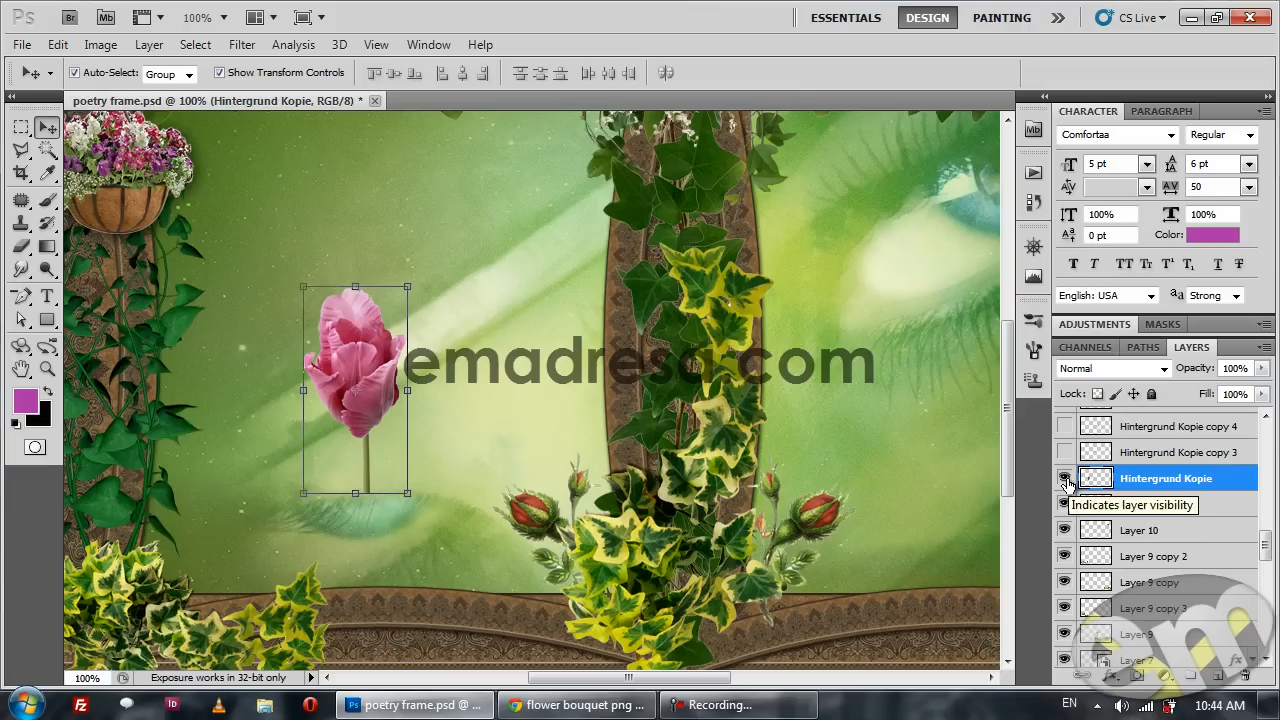 Ps Br Mb 100% ESSENTIALS DESIGN PAINTING CS Live
File Edit Image Layer Select Filter Analysis 3D View Window Help
Auto-Select: Group Show Transform Controls
poetry frame.psd @ 100% (Hintergrund Kopie, RGB/8) *
CHARACTER PARAGRAPH
Comfortaa Regular
5 pt 6 pt
50
100% 100%
0 pt Color:
English: USA Strong
ADJUSTMENTS MASKS
CHANNELS PATHS LAYERS
Normal Opacity: 100%
Lock: Fill: 100%
Hintergrund Kopie copy 4
Hintergrund Kopie copy 3
Hintergrund Kopie
Indicates layer visibility
Layer 10
Layer 9 copy 2
Layer 9 copy
Layer 9 copy 3
Layer 9
Layer 7
emadresa.com
em
100% Exposure works in 32-bit only
poetry frame.psd @ ... flower bouquet png ... Recording... EN 10:44 AM